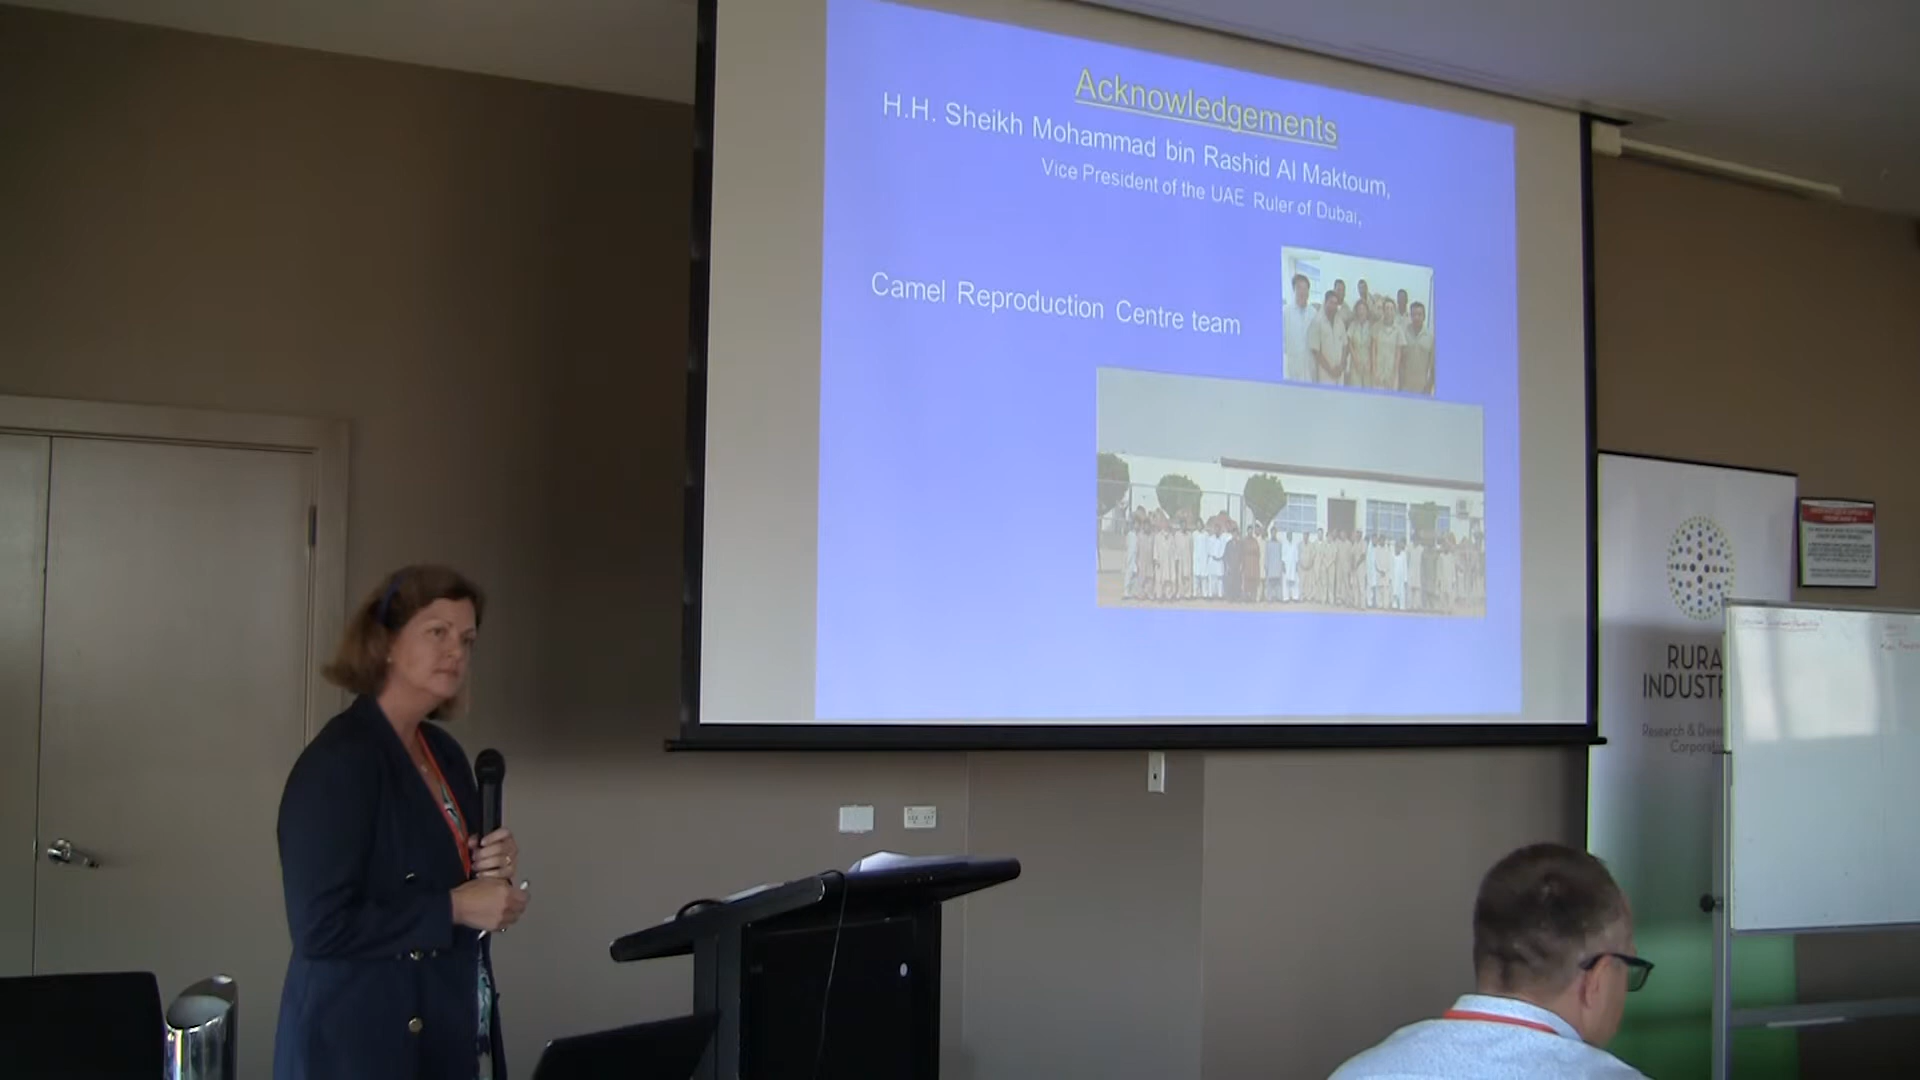 Acknowledgements
H.H. Sheikh Mohammad bin Rashid Al Maktoum,
Vice President of the UAE Ruler of Dubai,
Camel Reproduction Centre team
RURA
INDUSTR
Research & Deve
Corporati